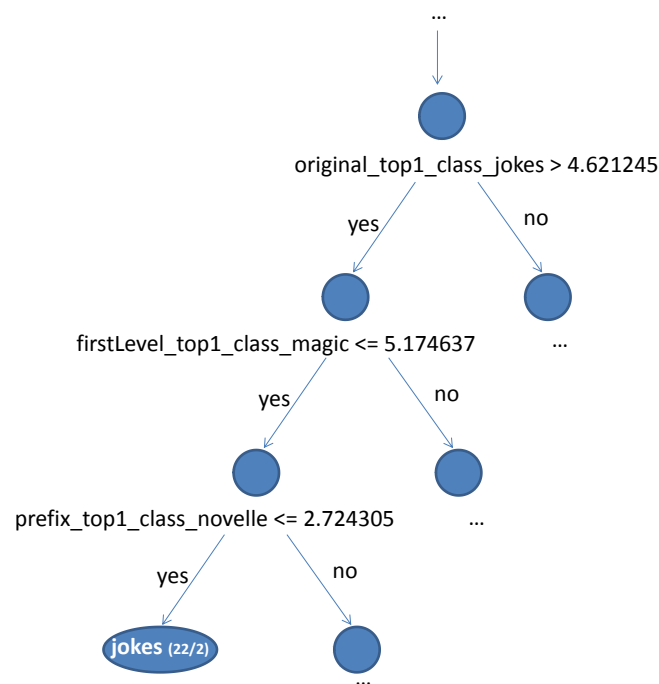 ...
original_top1_class_jokes > 4.621245
yes
no
firstLevel_top1_class_magic <= 5.174637
...
yes
no
prefix_top1_class_novelle <= 2.724305
...
yes
no
jokes (22/2)
...